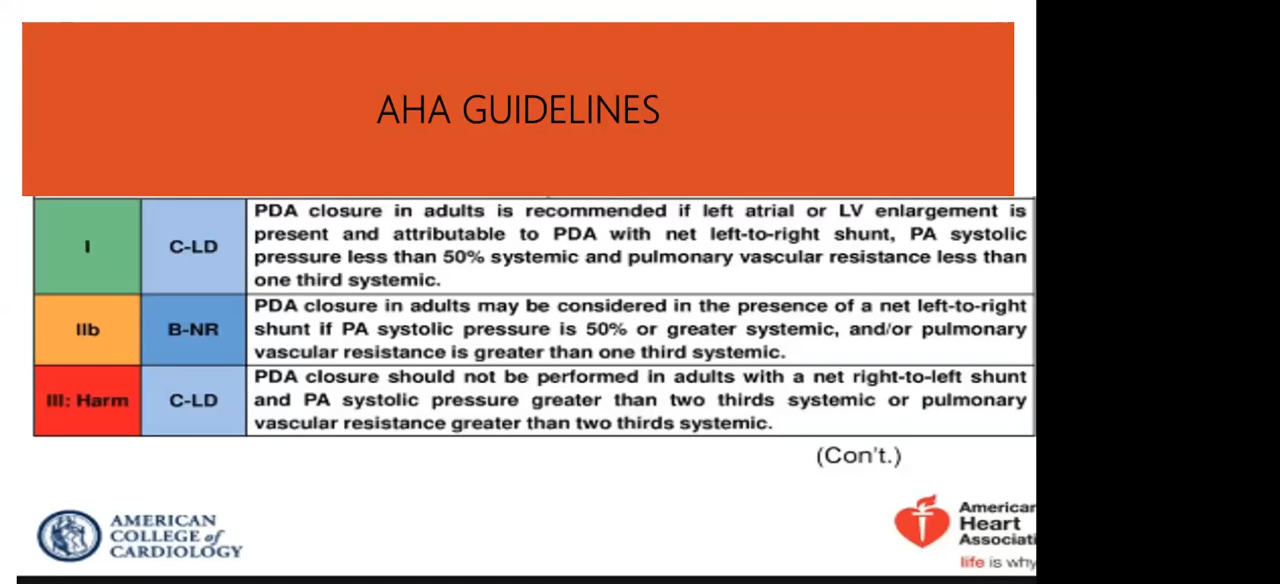 AHA GUIDELINES
I
C-LD
PDA closure in adults is recommended if left atrial or LV enlargement is
present and attributable to PDA with net left-to-right shunt, PA systolic
pressure less than 50% systemic and pulmonary vascular resistance less than
one third systemic.
IIb
B-NR
PDA closure in adults may be considered in the presence of a net left-to-right
shunt if PA systolic pressure is 50% or greater systemic, and/or pulmonary
vascular resistance is greater than one third systemic.
III: Harm
C-LD
PDA closure should not be performed in adults with a net right-to-left shunt
and PA systolic pressure greater than two thirds systemic or pulmonary
vascular resistance greater than two thirds systemic.
(Con't.)
AMERICAN
COLLEGE of
CARDIOLOGY
American
Heart
Associati
life is why